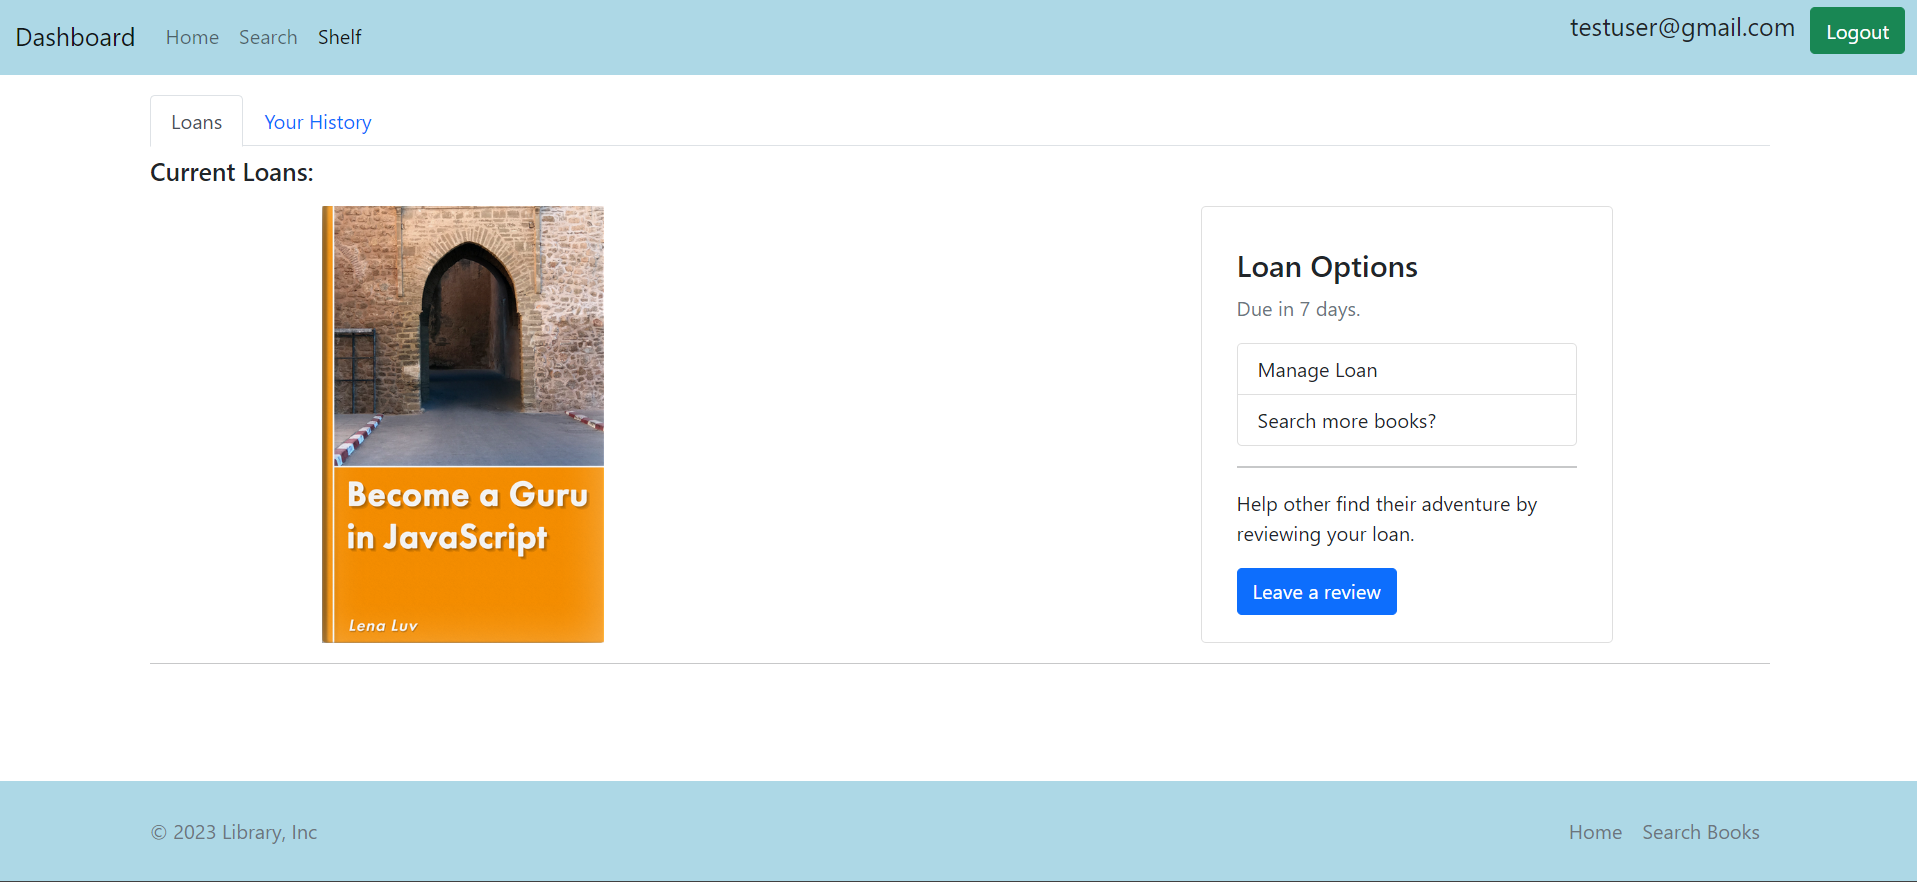 Dashboard Home Search Shelf testuser@gmail.com Logout
Loans Your History
Current Loans:
Become a Guru
in JavaScript
Lena Luv
Loan Options
Due in 7 days.
Manage Loan
Search more books?
Help other find their adventure by
reviewing your loan.
Leave a review
© 2023 Library, Inc Home Search Books